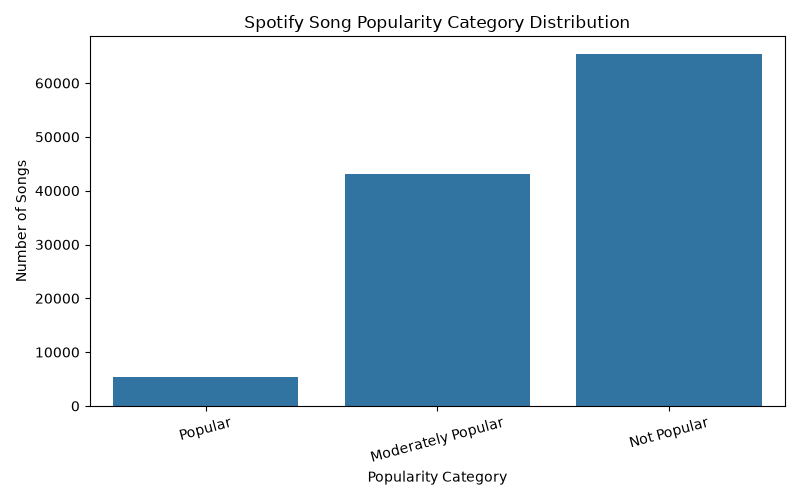 Spotify Song Popularity Category Distribution
Number of Songs
60000
50000
40000
30000
20000
10000
0
Popular
Moderately Popular
Not Popular
Popularity Category